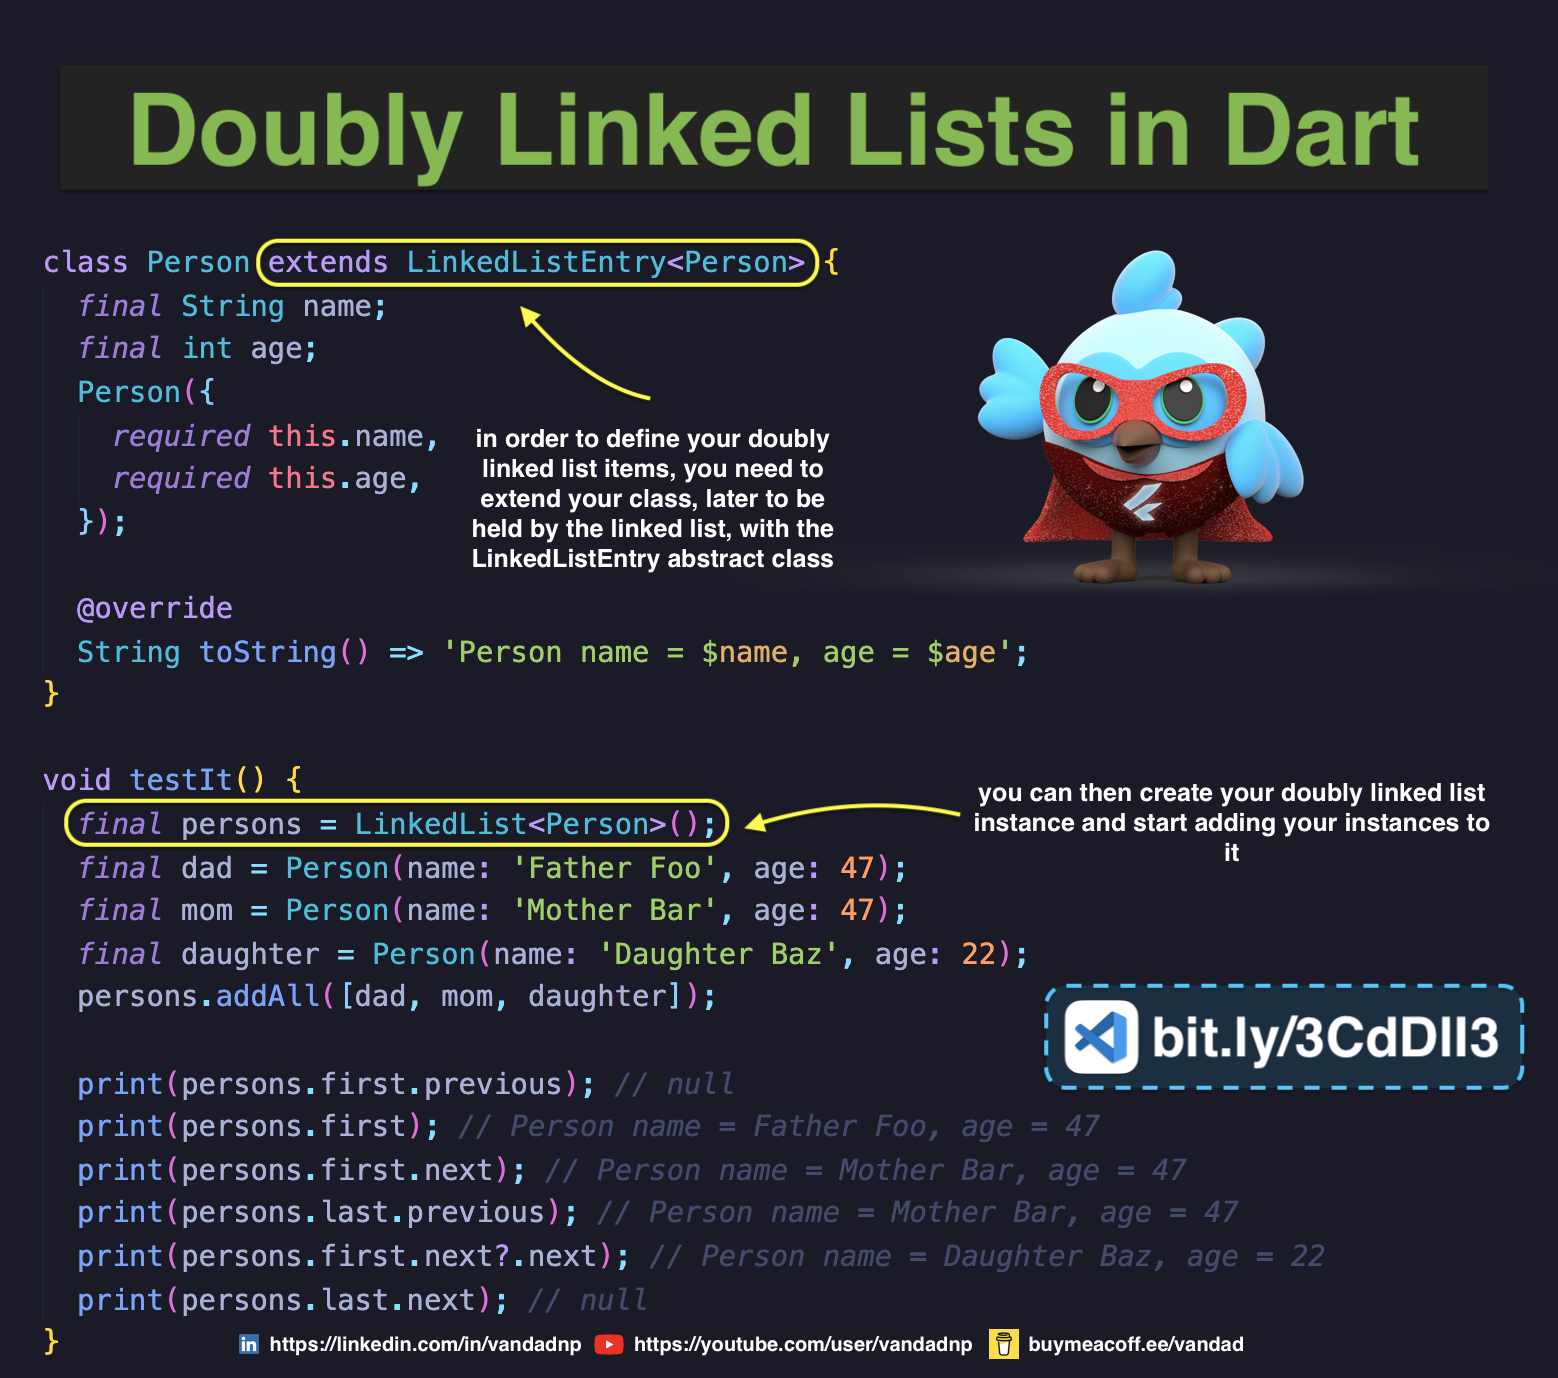 Doubly Linked Lists in Dart
class Person extends LinkedListEntry<Person> {
  final String name;
  final int age;
  Person({
    required this.name,
    required this.age,
  });
in order to define your doubly
linked list items, you need to
extend your class, later to be
held by the linked list, with the
LinkedListEntry abstract class
  @override
  String toString() => 'Person name = $name, age = $age';
}
void testIt() {
  final persons = LinkedList<Person>();
you can then create your doubly linked list
instance and start adding your instances to
it
  final dad = Person(name: 'Father Foo', age: 47);
  final mom = Person(name: 'Mother Bar', age: 47);
  final daughter = Person(name: 'Daughter Baz', age: 22);
  persons.addAll([dad, mom, daughter]);
bit.ly/3CdDlI3
  print(persons.first.previous); // null
  print(persons.first); // Person name = Father Foo, age = 47
  print(persons.first.next); // Person name = Mother Bar, age = 47
  print(persons.last.previous); // Person name = Mother Bar, age = 47
  print(persons.first.next?.next); // Person name = Daughter Baz, age = 22
  print(persons.last.next); // null
}
in https://linkedin.com/in/vandadnp https://youtube.com/user/vandadnp buymeacoff.ee/vandad